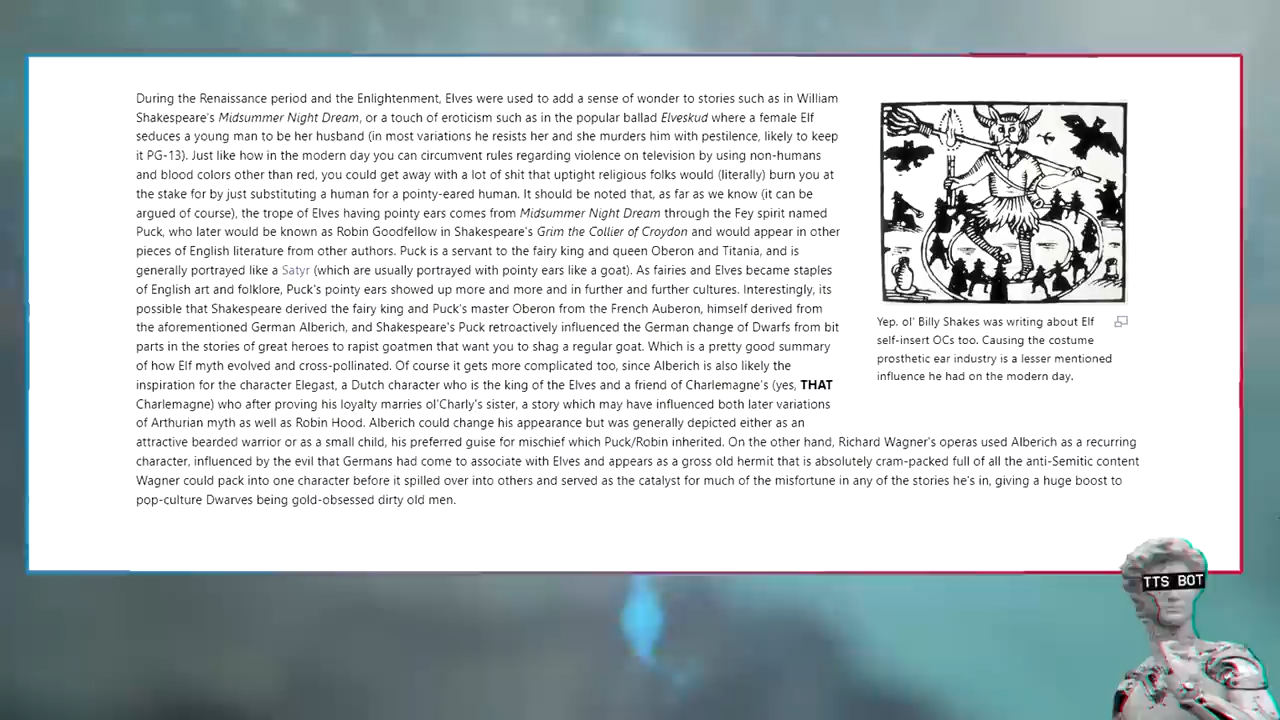 During the Renaissance period and the Enlightenment, Elves were used to add a sense of wonder to stories such as in William
Shakespeare's Midsummer Night Dream, or a touch of eroticism such as in the popular ballad Elveskud where a female Elf
seduces a young man to be her husband (in most variations he resists her and she murders him with pestilence, likely to keep
it PG-13). Just like how in the modern day you can circumvent rules regarding violence on television by using non-humans
and blood colors other than red, you could get away with a lot of shit that uptight religious folks would (literally) burn you at
the stake for by just substituting a human for a pointy-eared human. It should be noted that, as far as we know (it can be
argued of course), the trope of Elves having pointy ears comes from Midsummer Night Dream through the Fey spirit named
Puck, who later would be known as Robin Goodfellow in Shakespeare's Grim the Collier of Croydon and would appear in other
pieces of English literature from other authors. Puck is a servant to the fairy king and queen Oberon and Titania, and is
generally portrayed like a Satyr (which are usually portrayed with pointy ears like a goat). As fairies and Elves became staples
of English art and folklore, Puck's pointy ears showed up more and more and in further and further cultures. Interestingly, its
possible that Shakespeare derived the fairy king and Puck's master Oberon from the French Auberon, himself derived from
the aforementioned German Alberich, and Shakespeare's Puck retroactively influenced the German change of Dwarfs from bit
parts in the stories of great heroes to rapist goatmen that want you to shag a regular goat. Which is a pretty good summary
of how Elf myth evolved and cross-pollinated. Of course it gets more complicated too, since Alberich is also likely the
inspiration for the character Elegast, a Dutch character who is the king of the Elves and a friend of Charlemagne's (yes, THAT
Charlemagne) who after proving his loyalty marries ol'Charly's sister, a story which may have influenced both later variations
of Arthurian myth as well as Robin Hood. Alberich could change his appearance but was generally depicted either as an
attractive bearded warrior or as a small child, his preferred guise for mischief which Puck/Robin inherited. On the other hand, Richard Wagner's operas used Alberich as a recurring
character, influenced by the evil that Germans had come to associate with Elves and appears as a gross old hermit that is absolutely cram-packed full of all the anti-Semitic content
Wagner could pack into one character before it spilled over into others and served as the catalyst for much of the misfortune in any of the stories he's in, giving a huge boost to
pop-culture Dwarves being gold-obsessed dirty old men.
Yep. ol' Billy Shakes was writing about Elf
self-insert OCs too. Causing the costume
prosthetic ear industry is a lesser mentioned
influence he had on the modern day.
TTS BOT